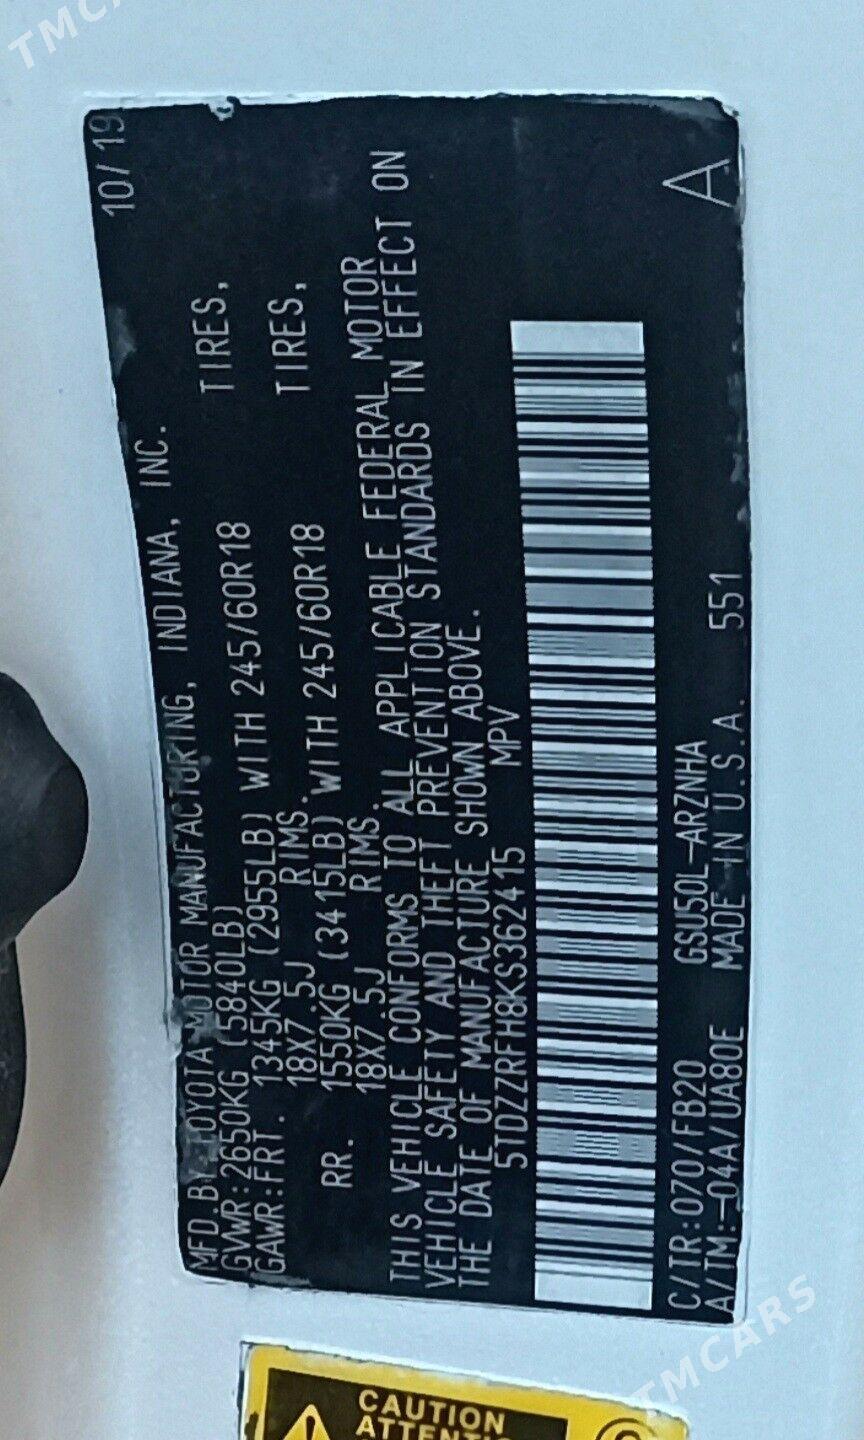 MFD.BY:TOYOTA MOTOR MANUFACTURING, INDIANA, INC. 10/19
GVWR:2650KG (5840LB)
GAWR:FRT. 1345KG (2955LB) WITH 245/60R18 TIRES,
18X7.5J RIMS.
RR. 1550KG (3415LB) WITH 245/60R18 TIRES,
18X7.5J RIMS.
THIS VEHICLE CONFORMS TO ALL APPLICABLE FEDERAL MOTOR
VEHICLE SAFETY AND THEFT PREVENTION STANDARDS IN EFFECT ON
THE DATE OF MANUFACTURE SHOWN ABOVE.
5TDZZRFH8KS362415 MPV
C/TR:070/FB20 GSU50L-ARZNHA A
A/TM:-04A/UA80E MADE IN U.S.A. 551
CAUTION
TMCARS